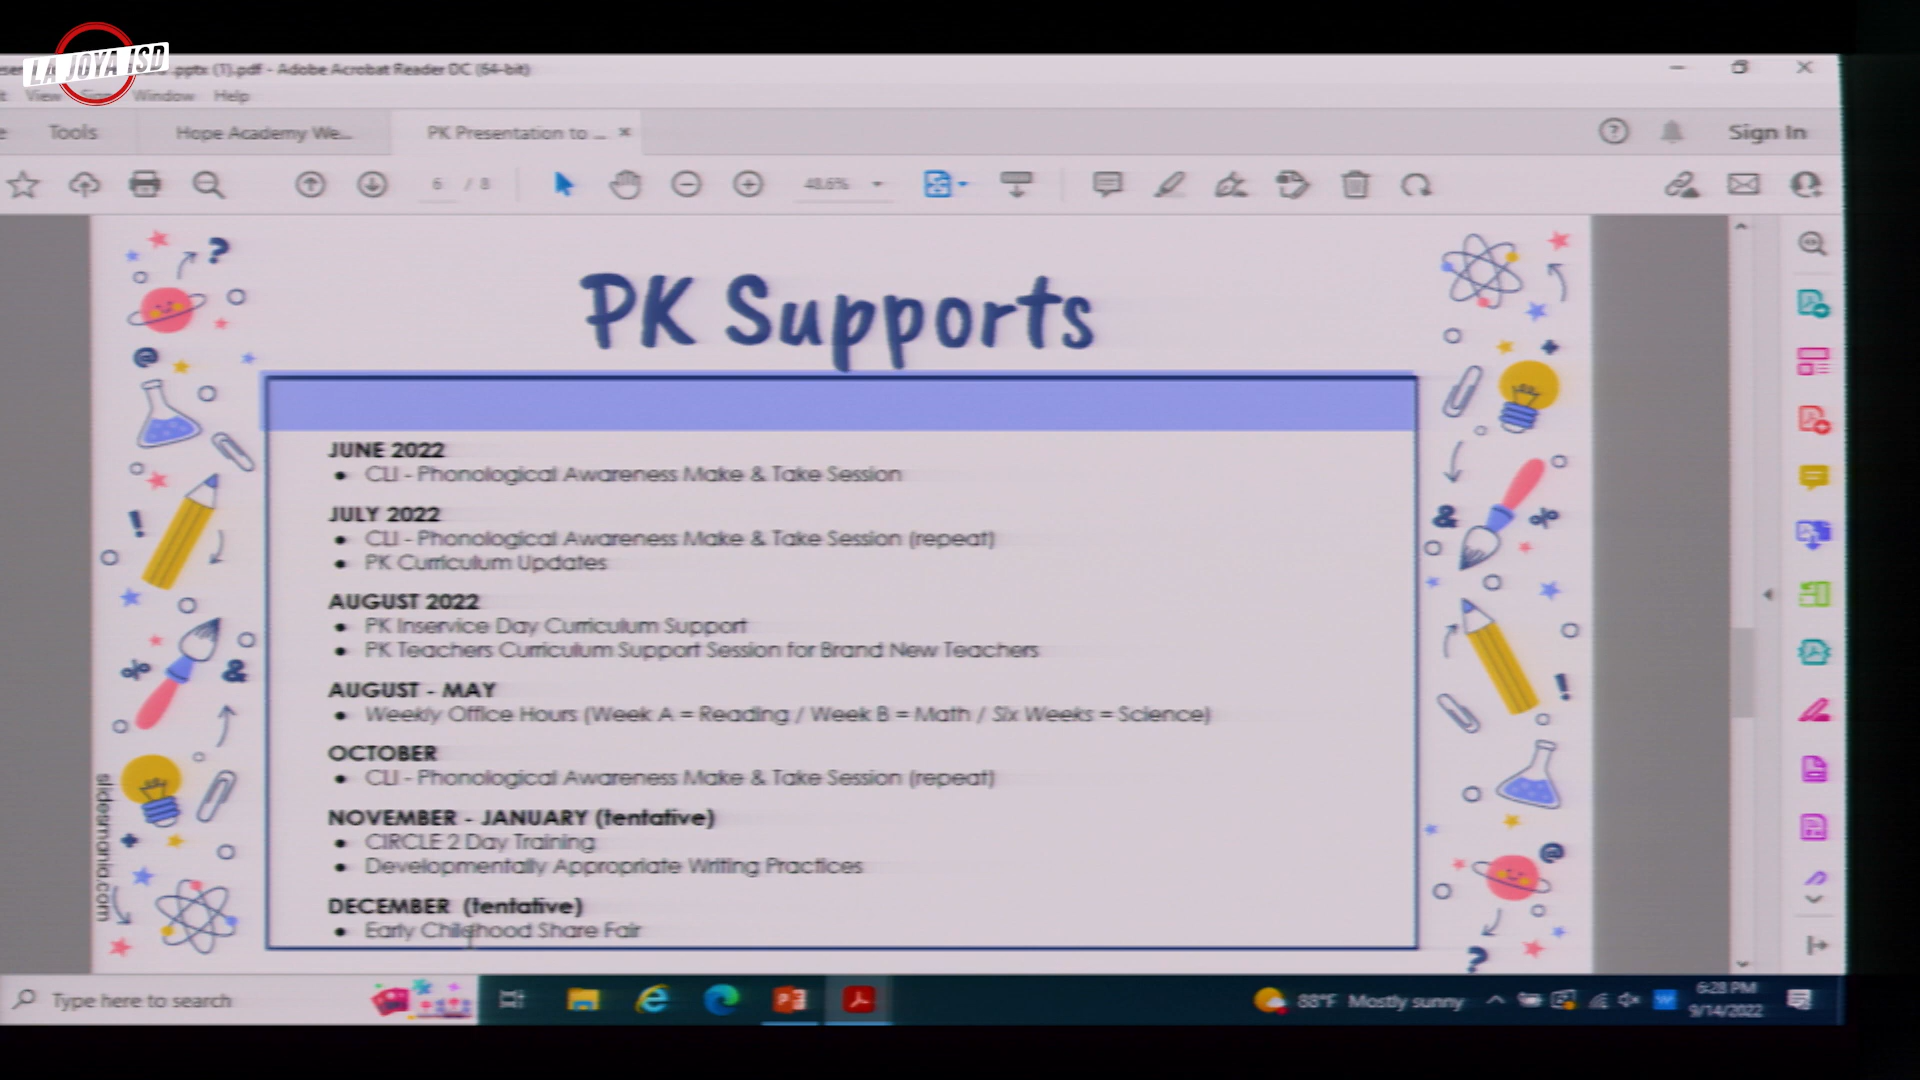 LA JOYA ISD
.pptx (1).pdf - Adobe Acrobat Reader DC (64-bit)
View Sign Window Help
Tools Hope Academy We... PK Presentation to ... × Sign In
6 / 8 48.6%
PK Supports
JUNE 2022
● CLI - Phonological Awareness Make & Take Session
JULY 2022
● CLI - Phonological Awareness Make & Take Session (repeat)
● PK Curriculum Updates
AUGUST 2022
● PK Inservice Day Curriculum Support
● PK Teachers Curriculum Support Session for Brand New Teachers
AUGUST - MAY
● Weekly Office Hours (Week A = Reading / Week B = Math / Six Weeks = Science)
OCTOBER
● CLI - Phonological Awareness Make & Take Session (repeat)
NOVEMBER - JANUARY (tentative)
● CIRCLE 2 Day Training
● Developmentally Appropriate Writing Practices
DECEMBER (tentative)
● Early Childhood Share Fair
slidesmania.com
Type here to search
88°F Mostly sunny
6:28 PM
9/14/2022